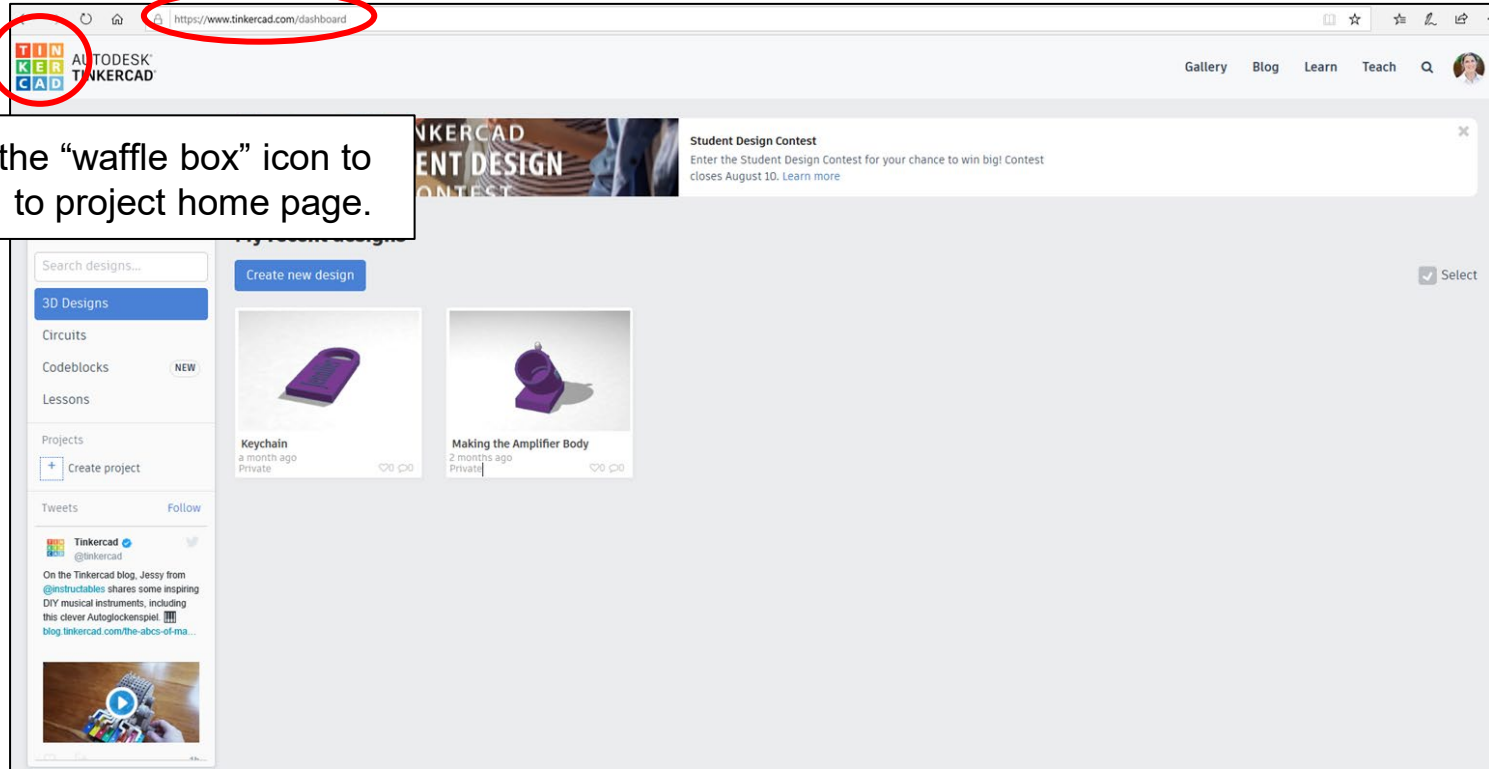 https://www.tinkercad.com/dashboard
TIN
KER
CAD
AUTODESK®
TINKERCAD®
Gallery Blog Learn Teach
the “waffle box” icon to
to project home page.
NKERCAD
ENT DESIGN
CONTEST
Student Design Contest
Enter the Student Design Contest for your chance to win big! Contest
closes August 10. Learn more
My recent designs
Search designs...
Create new design
Select
3D Designs
Circuits
Codeblocks NEW
Lessons
Projects
+ Create project
Keychain
a month ago
Private 0 0
Making the Amplifier Body
2 months ago
Private 0 0
Tweets Follow
Tinkercad
@tinkercad
On the Tinkercad blog, Jessy from
@instructables shares some inspiring
DIY musical instruments, including
this clever Autoglockenspiel.
blog.tinkercad.com/the-abcs-of-ma...